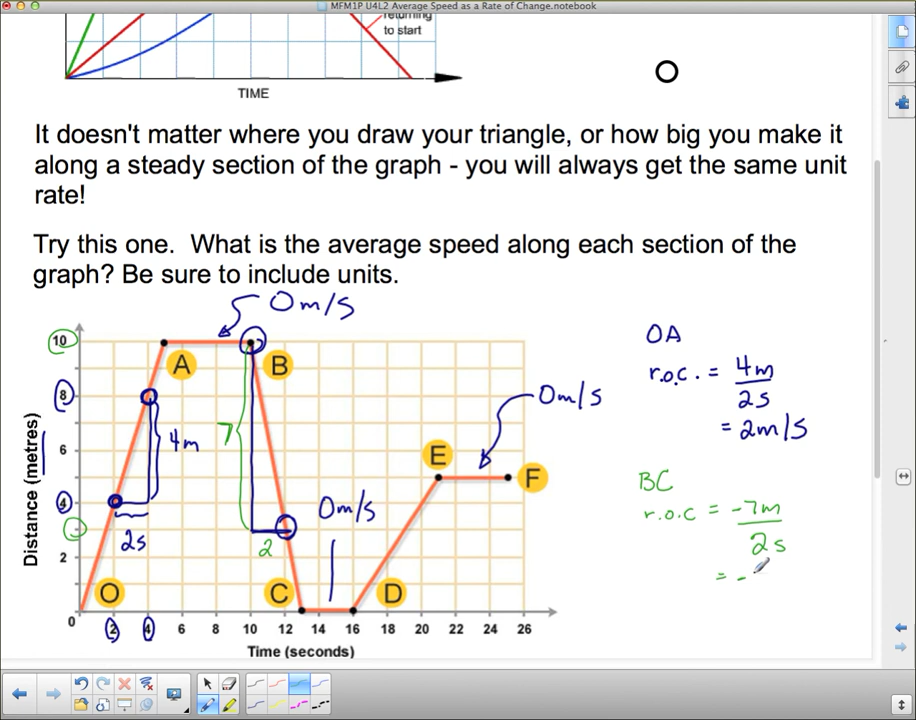 MFM1P U4L2 Average Speed as a Rate of Change.notebook
returning
to start
TIME
It doesn't matter where you draw your triangle, or how big you make it
along a steady section of the graph - you will always get the same unit
rate!
Try this one. What is the average speed along each section of the
graph? Be sure to include units.
0m/s
OA
r.o.c. = 4m
2s
= 2m/s
BC
r.o.c = -7m
2s
= -
10
8
6
4
2
0
Distance (metres)
A
B
7
4m
2s
2
0m/s
0m/s
E
F
O
C
D
2 4 6 8 10 12 14 16 18 20 22 24 26
Time (seconds)